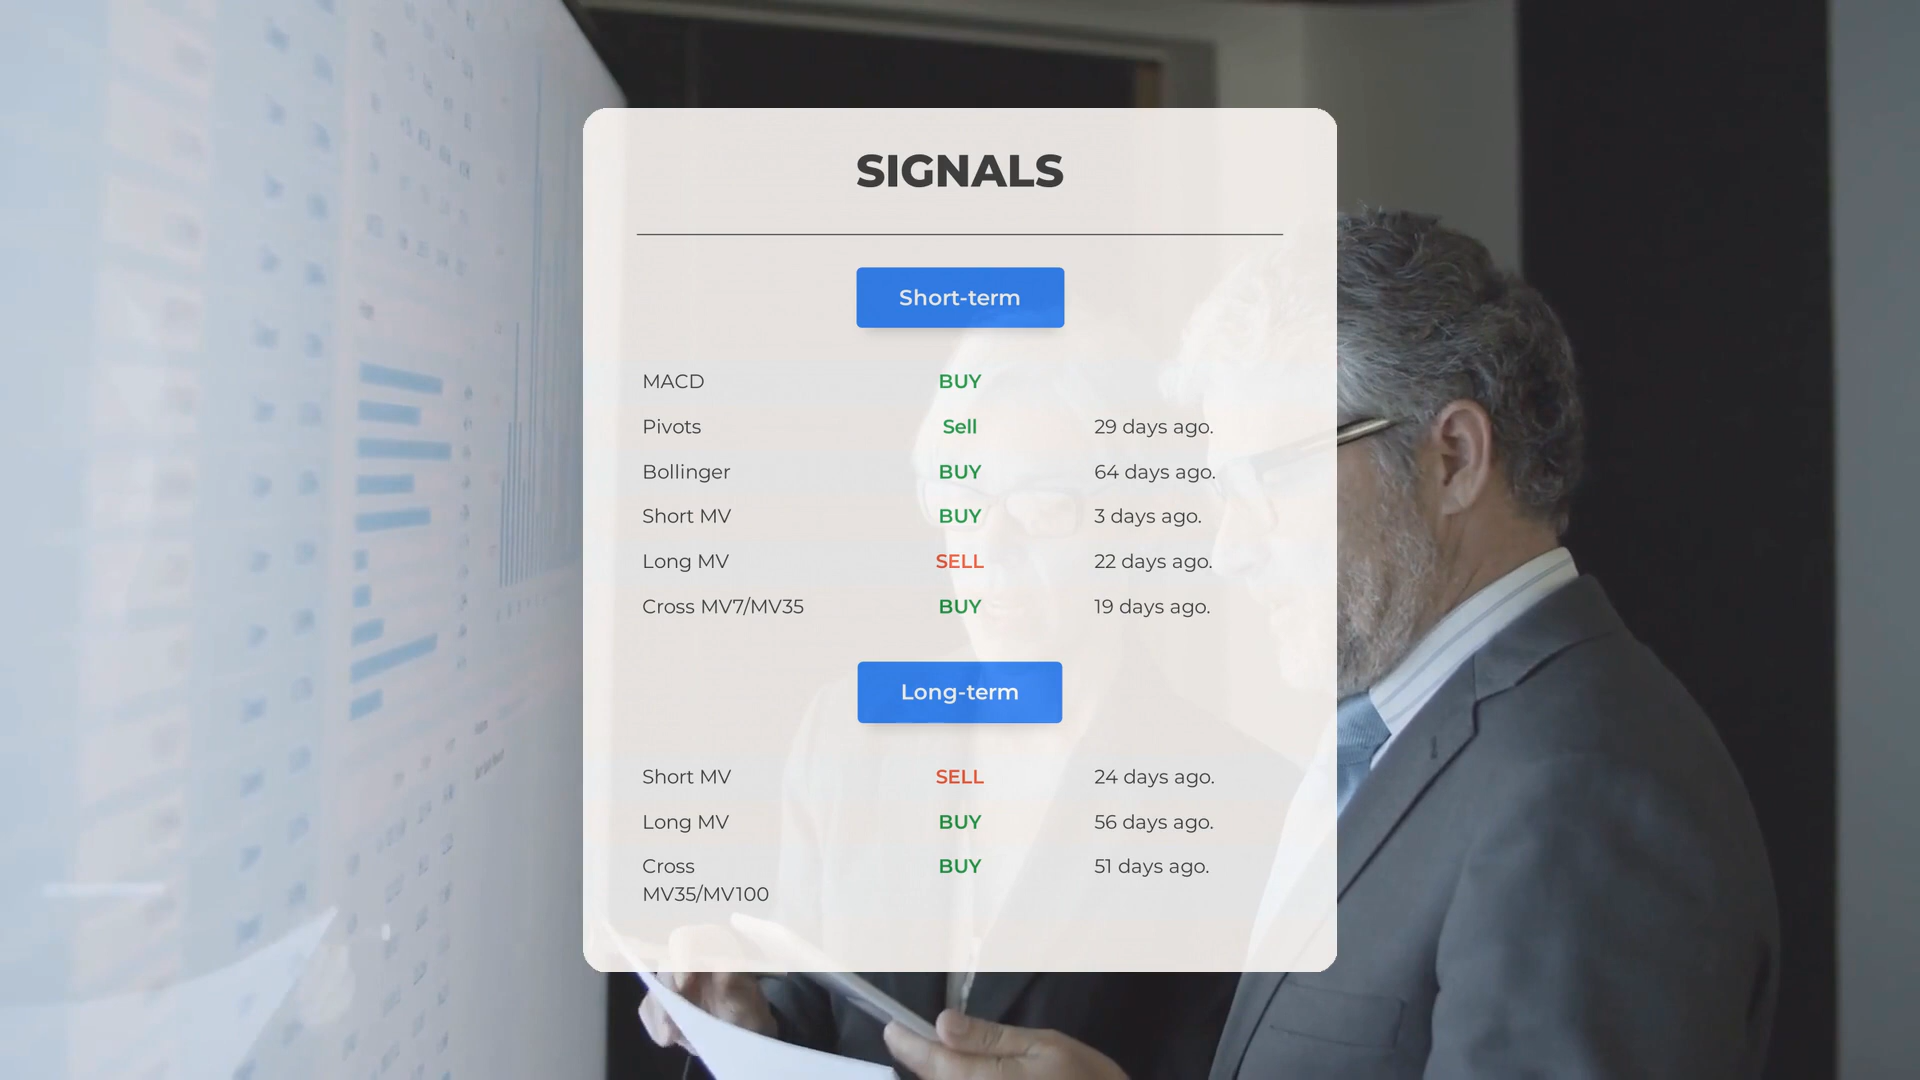 SIGNALS
Short-term
MACD BUY
Pivots Sell 29 days ago.
Bollinger BUY 64 days ago.
Short MV BUY 3 days ago.
Long MV SELL 22 days ago.
Cross MV7/MV35 BUY 19 days ago.
Long-term
Short MV SELL 24 days ago.
Long MV BUY 56 days ago.
Cross BUY 51 days ago.
MV35/MV100